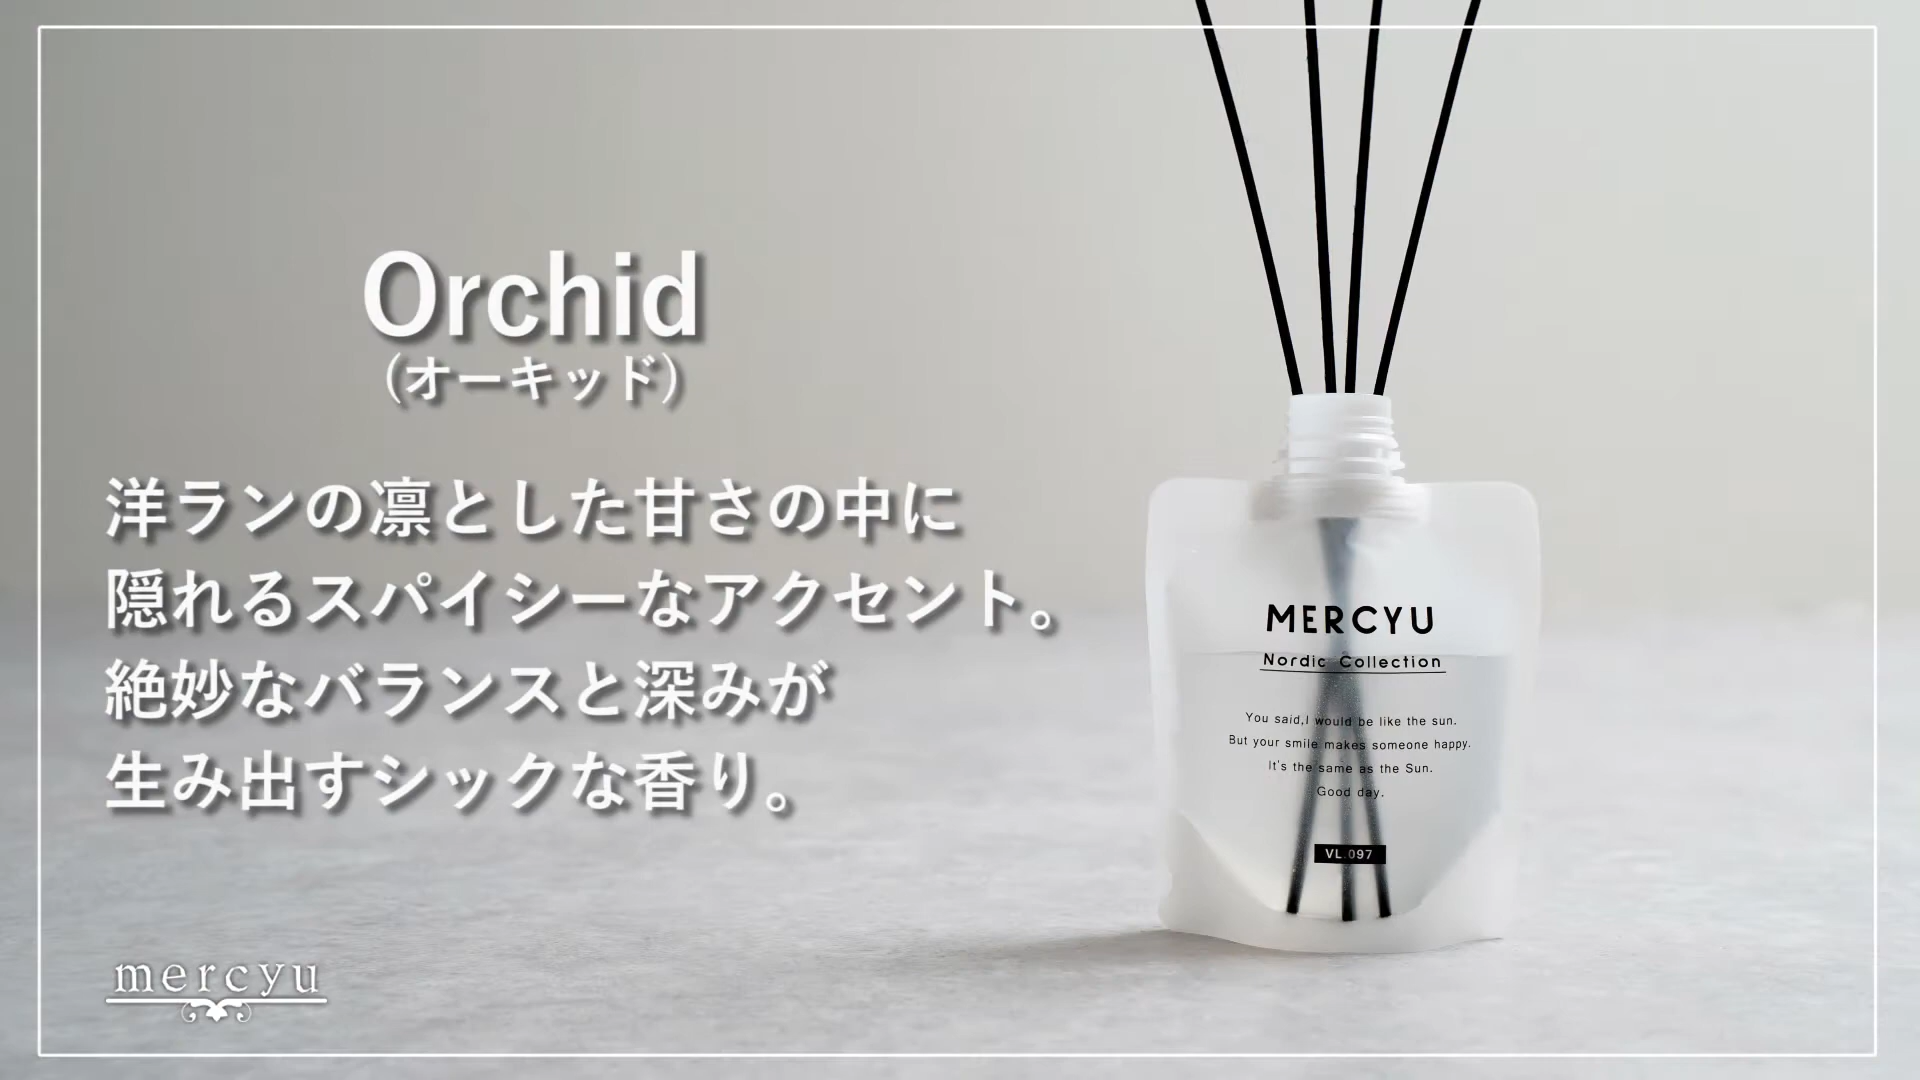 Orchid
(オーキッド)
洋ランの凛とした甘さの中に
隠れるスパイシーなアクセント。
絶妙なバランスと深みが
生み出すシックな香り。
mercyu
MERCYU
Nordic Collection
You said,I would be like the sun.
But your smile makes someone happy.
It's the same as the Sun.
Good day.
VL.097